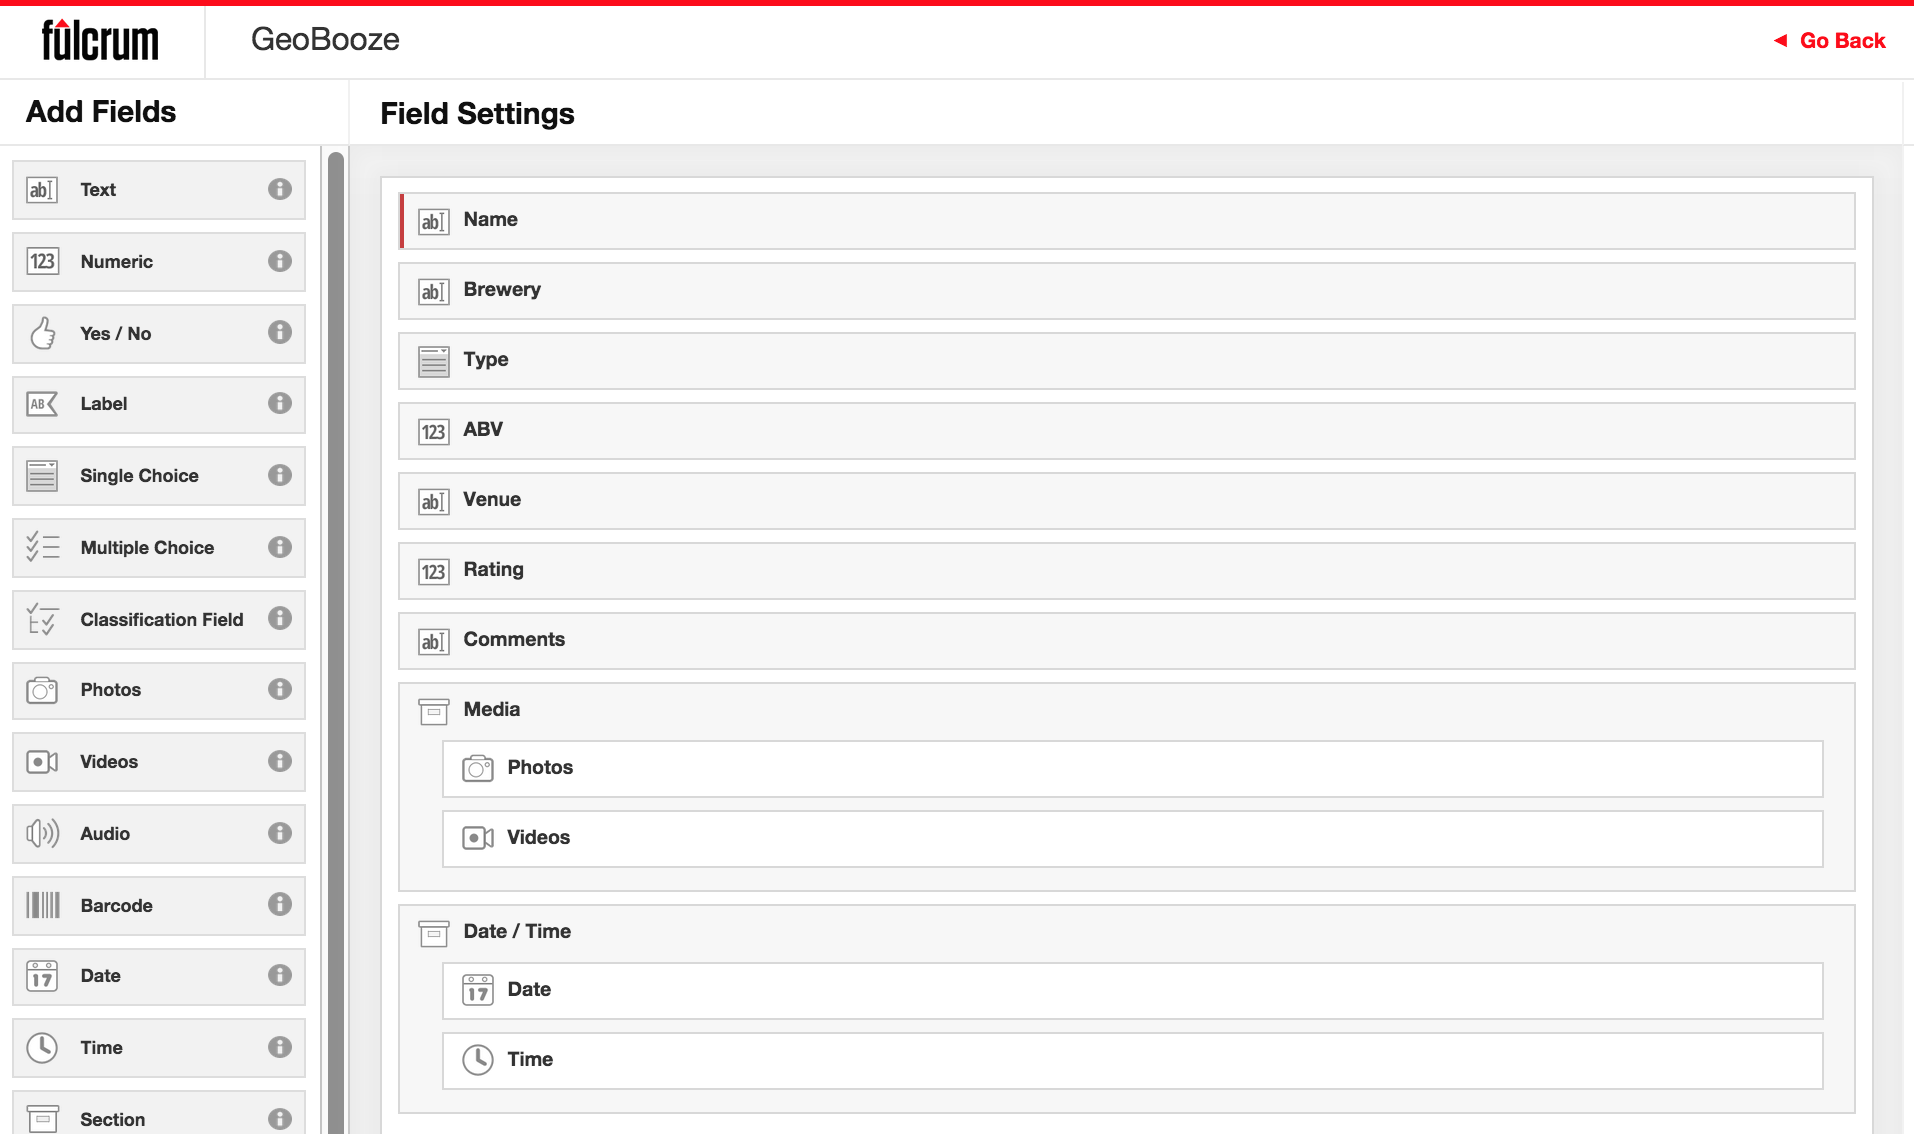 fulcrum
GeoBooze
Go Back
Add Fields
Field Settings
ab Text
123 Numeric
Yes / No
AB Label
Single Choice
Multiple Choice
Classification Field
Photos
Videos
Audio
Barcode
17 Date
Time
Section
ab Name
ab Brewery
Type
123 ABV
ab Venue
123 Rating
ab Comments
Media
Photos
Videos
Date / Time
17 Date
Time